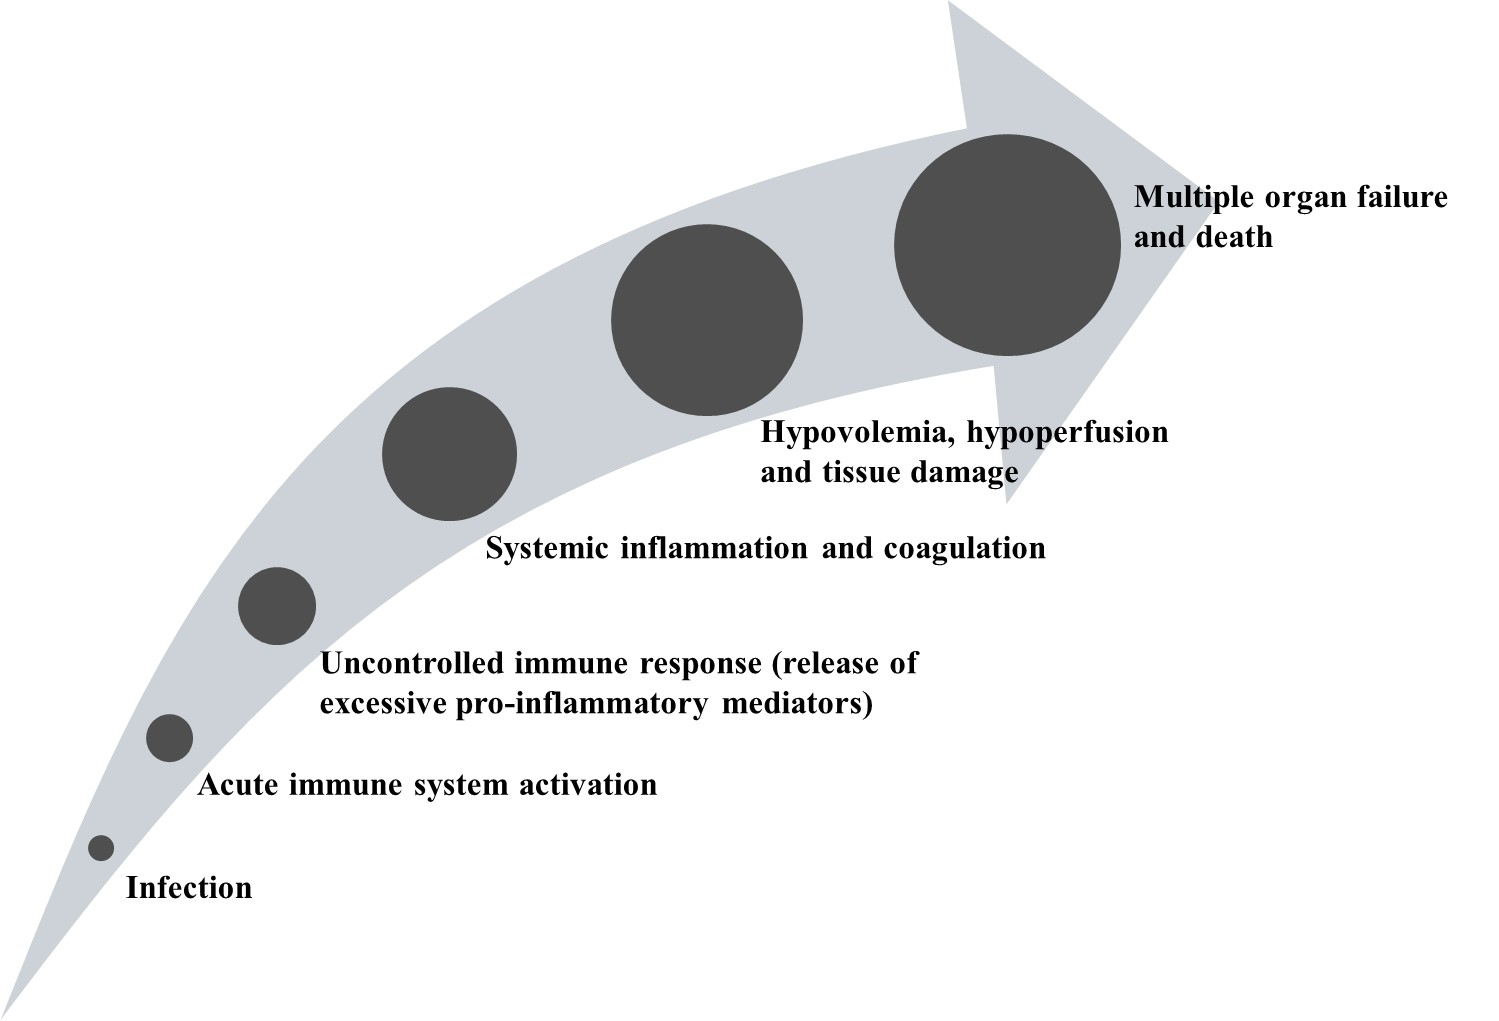 Multiple organ failure
and death
Hypovolemia, hypoperfusion
and tissue damage
Systemic inflammation and coagulation
Uncontrolled immune response (release of
excessive pro-inflammatory mediators)
Acute immune system activation
Infection